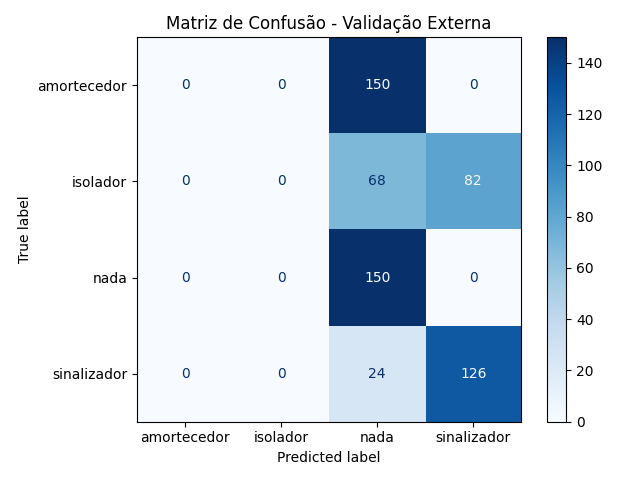 Matriz de Confusão - Validação Externa
amortecedor 0 0 150 0
isolador 0 0 68 82
nada 0 0 150 0
sinalizador 0 0 24 126
amortecedor isolador nada sinalizador
Predicted label
True label
140
120
100
80
60
40
20
0